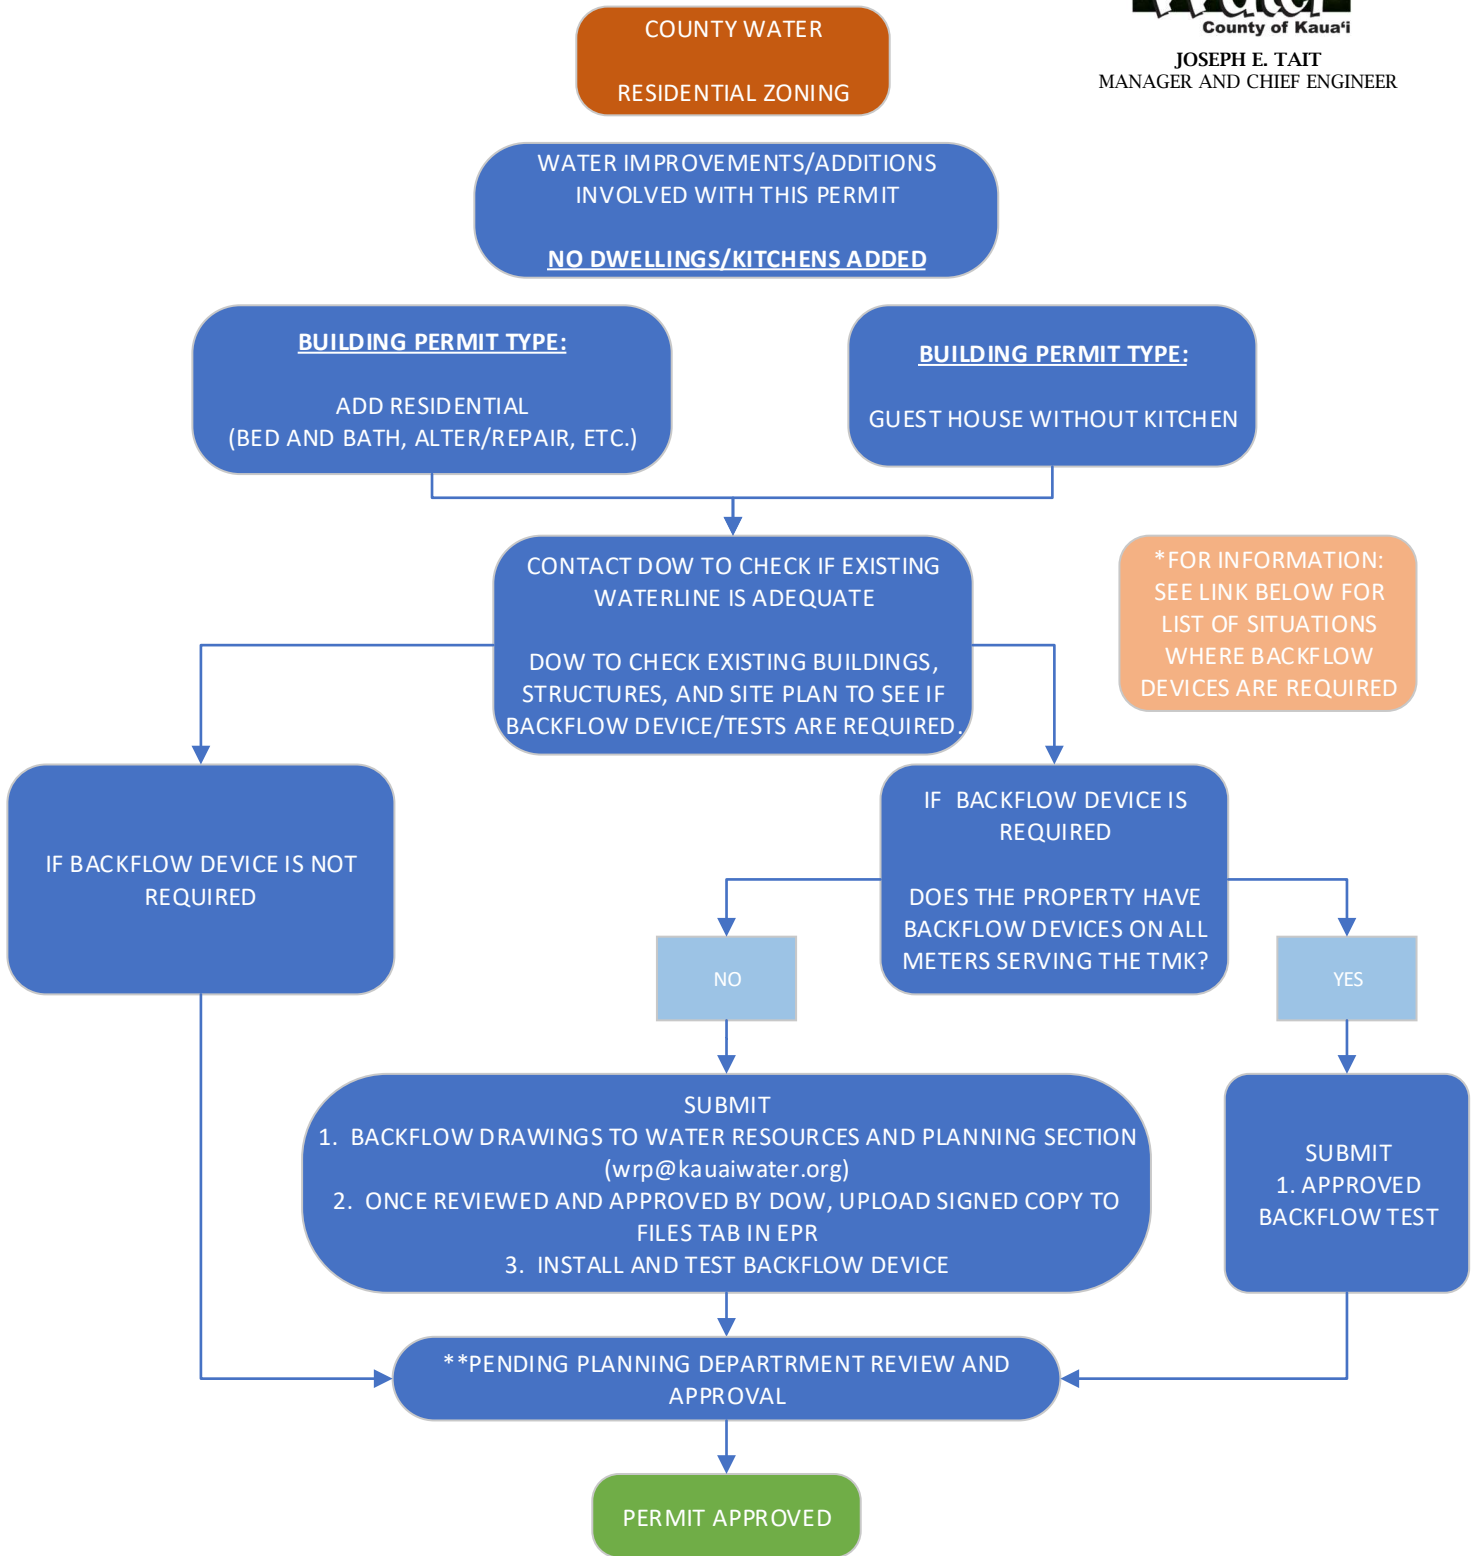 COUNTY WATER
RESIDENTIAL ZONING
Water
County of Kaua'i
JOSEPH E. TAIT
MANAGER AND CHIEF ENGINEER
WATER IMPROVEMENTS/ADDITIONS
INVOLVED WITH THIS PERMIT
NO DWELLINGS/KITCHENS ADDED
BUILDING PERMIT TYPE:
ADD RESIDENTIAL
(BED AND BATH, ALTER/REPAIR, ETC.)
BUILDING PERMIT TYPE:
GUEST HOUSE WITHOUT KITCHEN
CONTACT DOW TO CHECK IF EXISTING
WATERLINE IS ADEQUATE
DOW TO CHECK EXISTING BUILDINGS,
STRUCTURES, AND SITE PLAN TO SEE IF
BACKFLOW DEVICE/TESTS ARE REQUIRED.
*FOR INFORMATION:
SEE LINK BELOW FOR
LIST OF SITUATIONS
WHERE BACKFLOW
DEVICES ARE REQUIRED
IF BACKFLOW DEVICE IS NOT
REQUIRED
IF BACKFLOW DEVICE IS
REQUIRED
DOES THE PROPERTY HAVE
BACKFLOW DEVICES ON ALL
METERS SERVING THE TMK?
NO
YES
SUBMIT
1. BACKFLOW DRAWINGS TO WATER RESOURCES AND PLANNING SECTION
(wrp@kauaiwater.org)
2. ONCE REVIEWED AND APPROVED BY DOW, UPLOAD SIGNED COPY TO
FILES TAB IN EPR
3. INSTALL AND TEST BACKFLOW DEVICE
SUBMIT
1. APPROVED
BACKFLOW TEST
**PENDING PLANNING DEPARTRMENT REVIEW AND
APPROVAL
PERMIT APPROVED